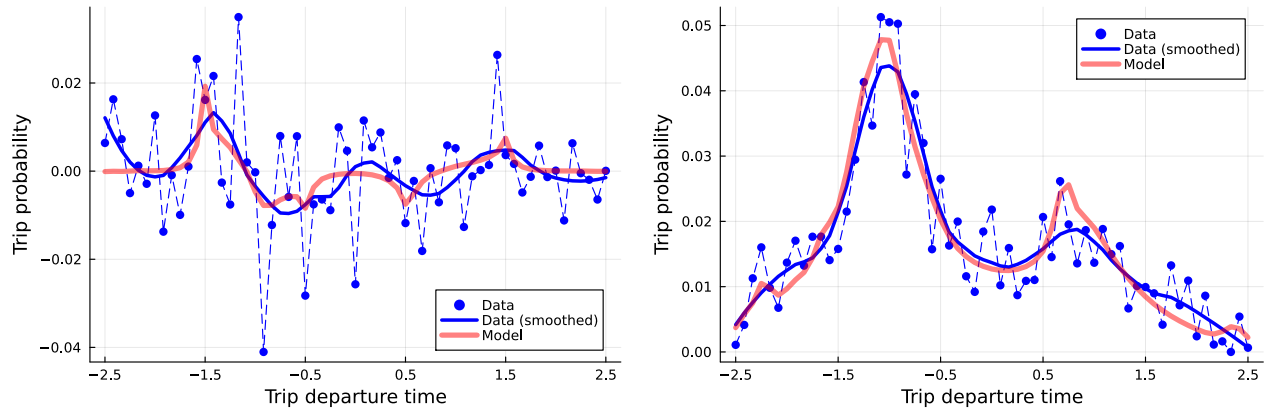 Trip probability
0.02
0.00
−0.02
−0.04
Data
Data (smoothed)
Model
−2.5 −1.5 −0.5 0.5 1.5 2.5
Trip departure time
Trip probability
0.05
0.04
0.03
0.02
0.01
0.00
Data
Data (smoothed)
Model
−2.5 −1.5 −0.5 0.5 1.5 2.5
Trip departure time